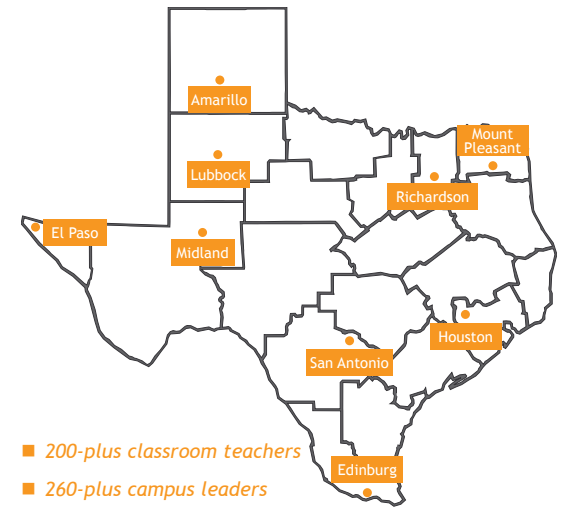 Amarillo
Mount
Pleasant
Lubbock
Richardson
El Paso
Midland
Houston
San Antonio
200-plus classroom teachers
Edinburg
260-plus campus leaders